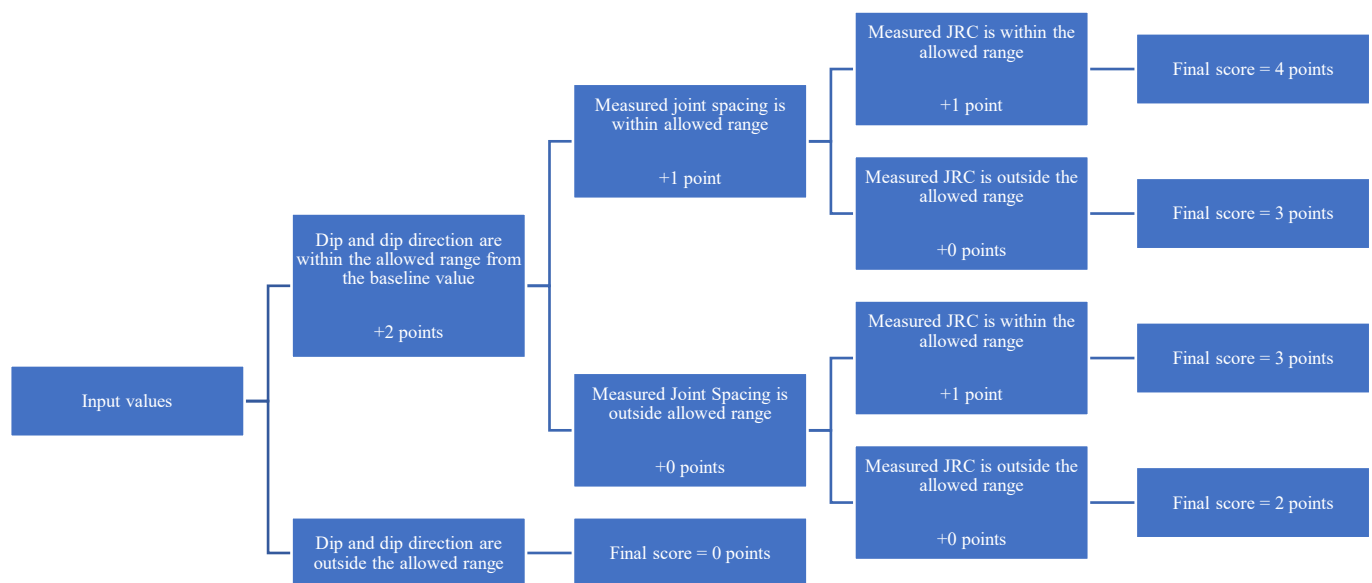 Input values
Dip and dip direction are
within the allowed range from
the baseline value
+2 points
Measured joint spacing is
within allowed range
+1 point
Measured JRC is within the
allowed range
+1 point
Final score = 4 points
Measured JRC is outside the
allowed range
+0 points
Final score = 3 points
Measured Joint Spacing is
outside allowed range
+0 points
Measured JRC is within the
allowed range
+1 point
Final score = 3 points
Measured JRC is outside the
allowed range
+0 points
Final score = 2 points
Dip and dip direction are
outside the allowed range
Final score = 0 points